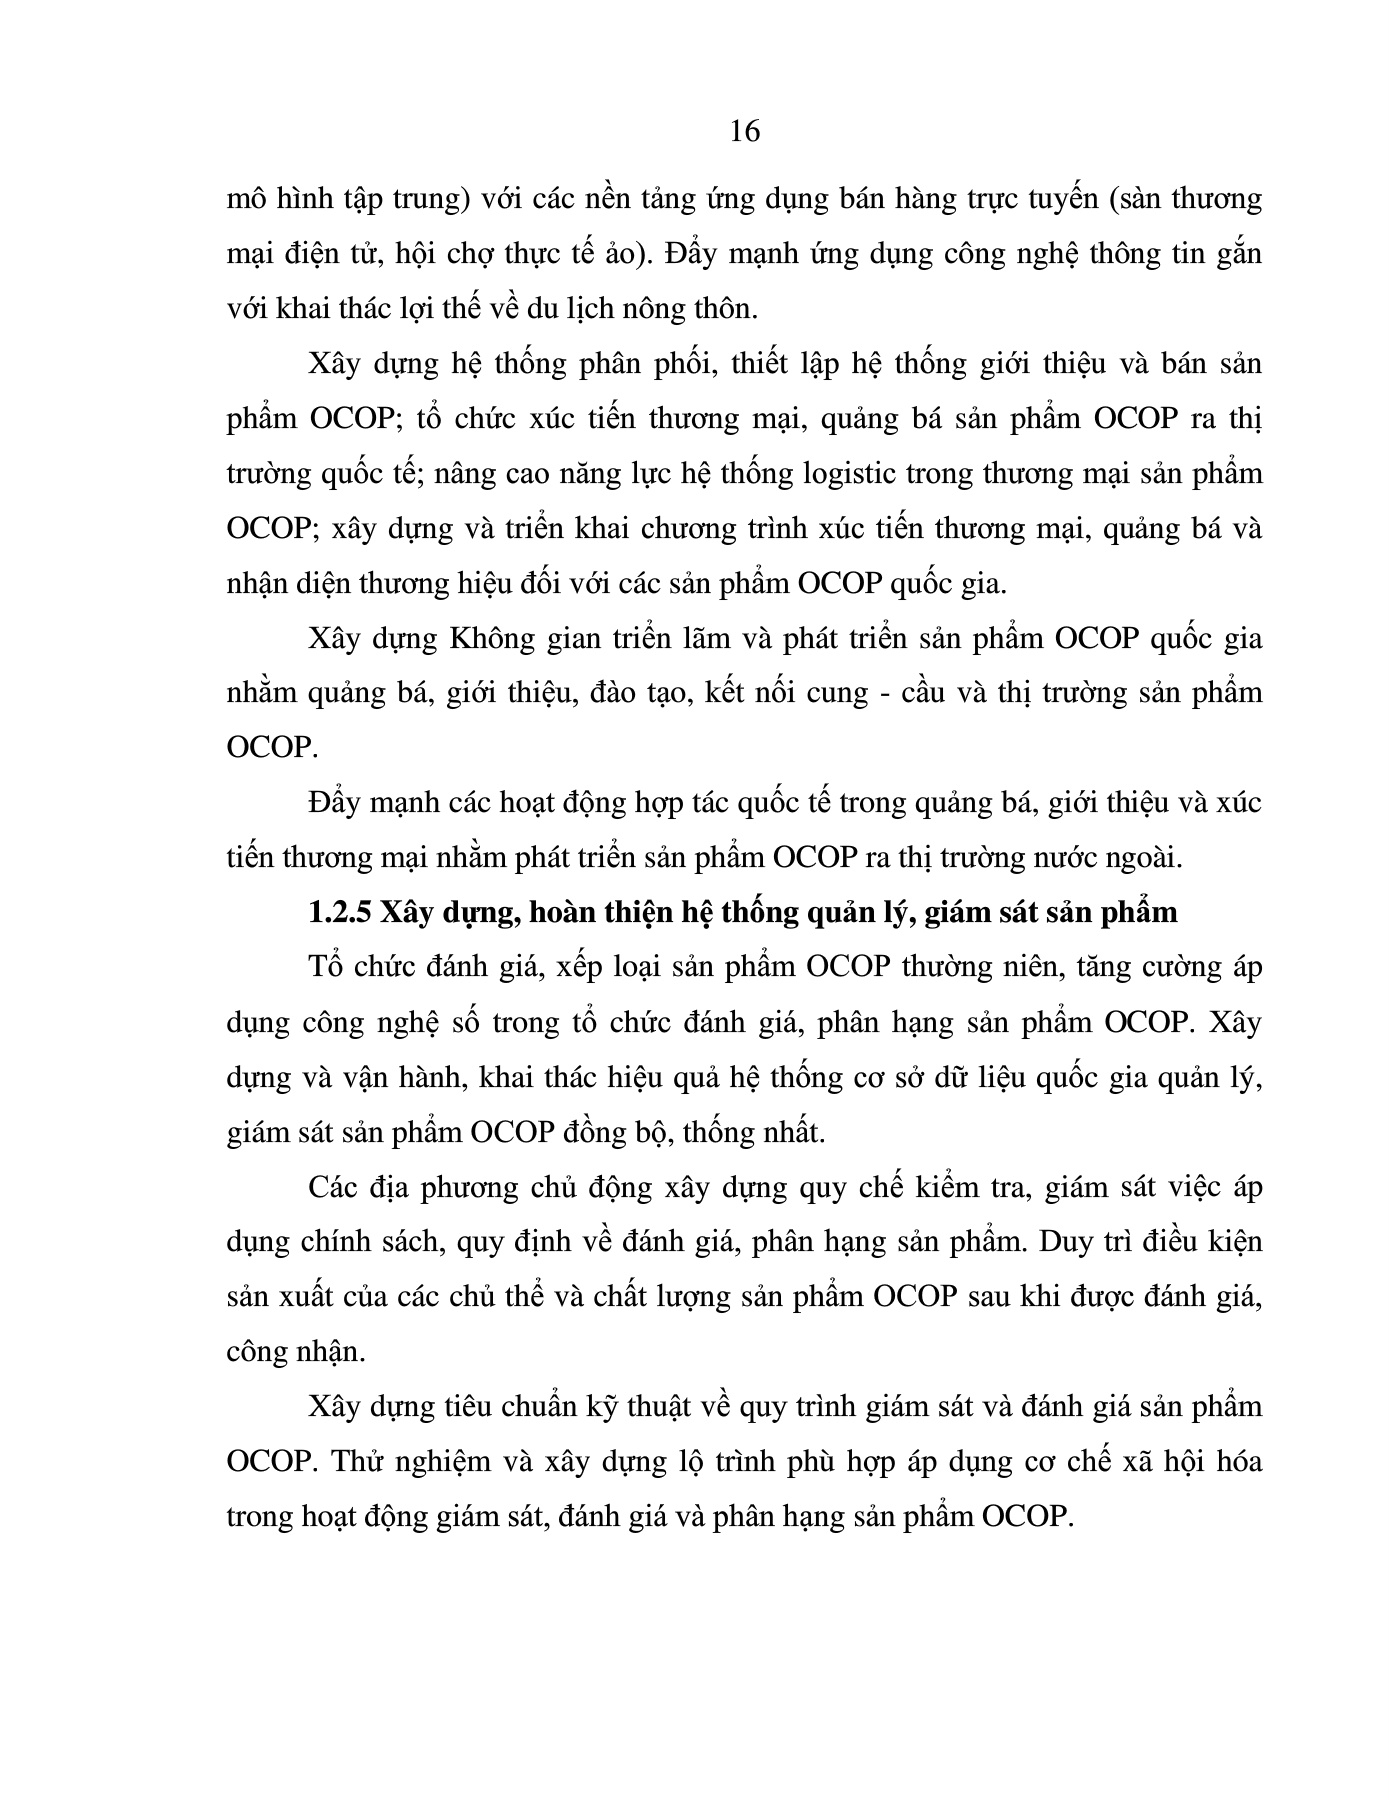 16
mô hình tập trung) với các nền tảng ứng dụng bán hàng trực tuyến (sàn thương
mại điện tử, hội chợ thực tế ảo). Đẩy mạnh ứng dụng công nghệ thông tin gắn
với khai thác lợi thế về du lịch nông thôn.
Xây dựng hệ thống phân phối, thiết lập hệ thống giới thiệu và bán sản
phẩm OCOP; tổ chức xúc tiến thương mại, quảng bá sản phẩm OCOP ra thị
trường quốc tế; nâng cao năng lực hệ thống logistic trong thương mại sản phẩm
OCOP; xây dựng và triển khai chương trình xúc tiến thương mại, quảng bá và
nhận diện thương hiệu đối với các sản phẩm OCOP quốc gia.
Xây dựng Không gian triển lãm và phát triển sản phẩm OCOP quốc gia
nhằm quảng bá, giới thiệu, đào tạo, kết nối cung - cầu và thị trường sản phẩm
OCOP.
Đẩy mạnh các hoạt động hợp tác quốc tế trong quảng bá, giới thiệu và xúc
tiến thương mại nhằm phát triển sản phẩm OCOP ra thị trường nước ngoài.
1.2.5 Xây dựng, hoàn thiện hệ thống quản lý, giám sát sản phẩm
Tổ chức đánh giá, xếp loại sản phẩm OCOP thường niên, tăng cường áp
dụng công nghệ số trong tổ chức đánh giá, phân hạng sản phẩm OCOP. Xây
dựng và vận hành, khai thác hiệu quả hệ thống cơ sở dữ liệu quốc gia quản lý,
giám sát sản phẩm OCOP đồng bộ, thống nhất.
Các địa phương chủ động xây dựng quy chế kiểm tra, giám sát việc áp
dụng chính sách, quy định về đánh giá, phân hạng sản phẩm. Duy trì điều kiện
sản xuất của các chủ thể và chất lượng sản phẩm OCOP sau khi được đánh giá,
công nhận.
Xây dựng tiêu chuẩn kỹ thuật về quy trình giám sát và đánh giá sản phẩm
OCOP. Thử nghiệm và xây dựng lộ trình phù hợp áp dụng cơ chế xã hội hóa
trong hoạt động giám sát, đánh giá và phân hạng sản phẩm OCOP.